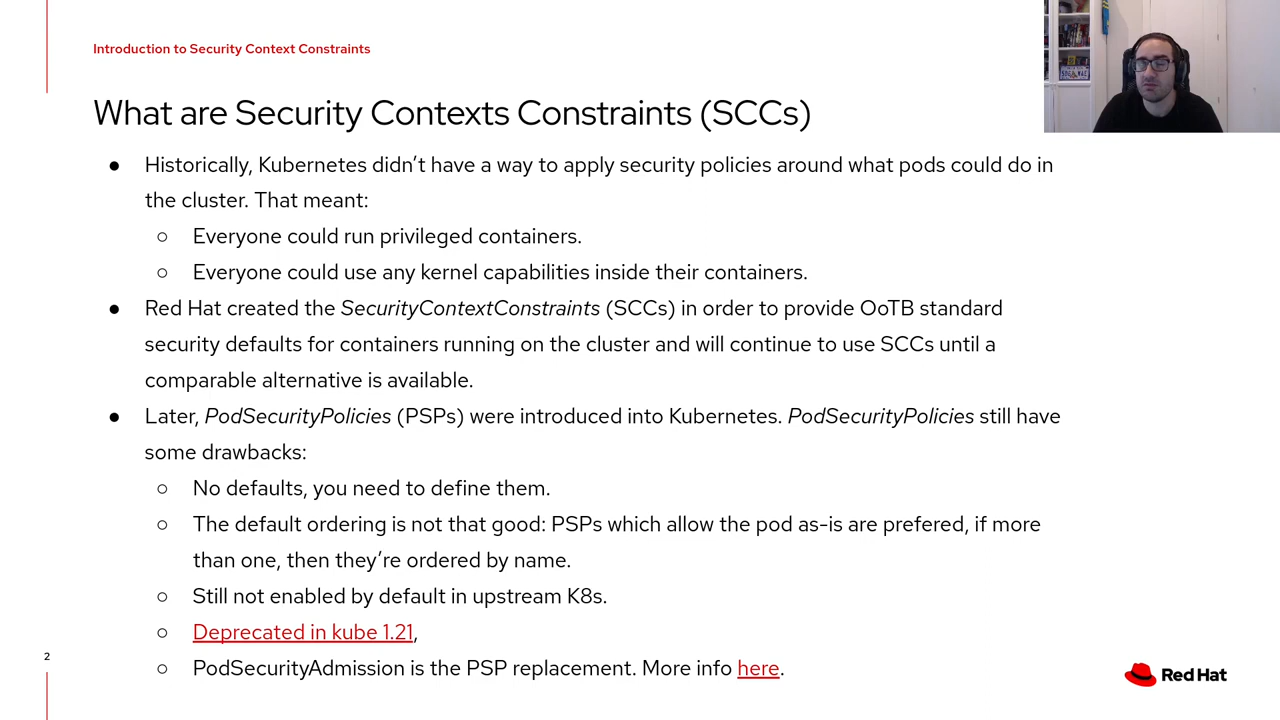 Introduction to Security Context Constraints
What are Security Contexts Constraints (SCCs)
● Historically, Kubernetes didn’t have a way to apply security policies around what pods could do in
the cluster. That meant:
○ Everyone could run privileged containers.
○ Everyone could use any kernel capabilities inside their containers.
● Red Hat created the SecurityContextConstraints (SCCs) in order to provide OoTB standard
security defaults for containers running on the cluster and will continue to use SCCs until a
comparable alternative is available.
● Later, PodSecurityPolicies (PSPs) were introduced into Kubernetes. PodSecurityPolicies still have
some drawbacks:
○ No defaults, you need to define them.
○ The default ordering is not that good: PSPs which allow the pod as-is are prefered, if more
than one, then they’re ordered by name.
○ Still not enabled by default in upstream K8s.
○ Deprecated in kube 1.21,
○ PodSecurityAdmission is the PSP replacement. More info here.
2
Red Hat